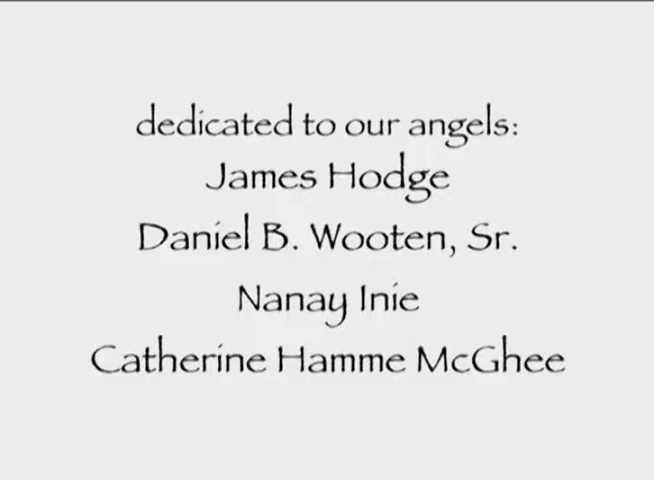 dedicated to our angels:
James Hodge
Daniel B. Wooten, Sr.
Nanay Inie
Catherine Hamme McGhee